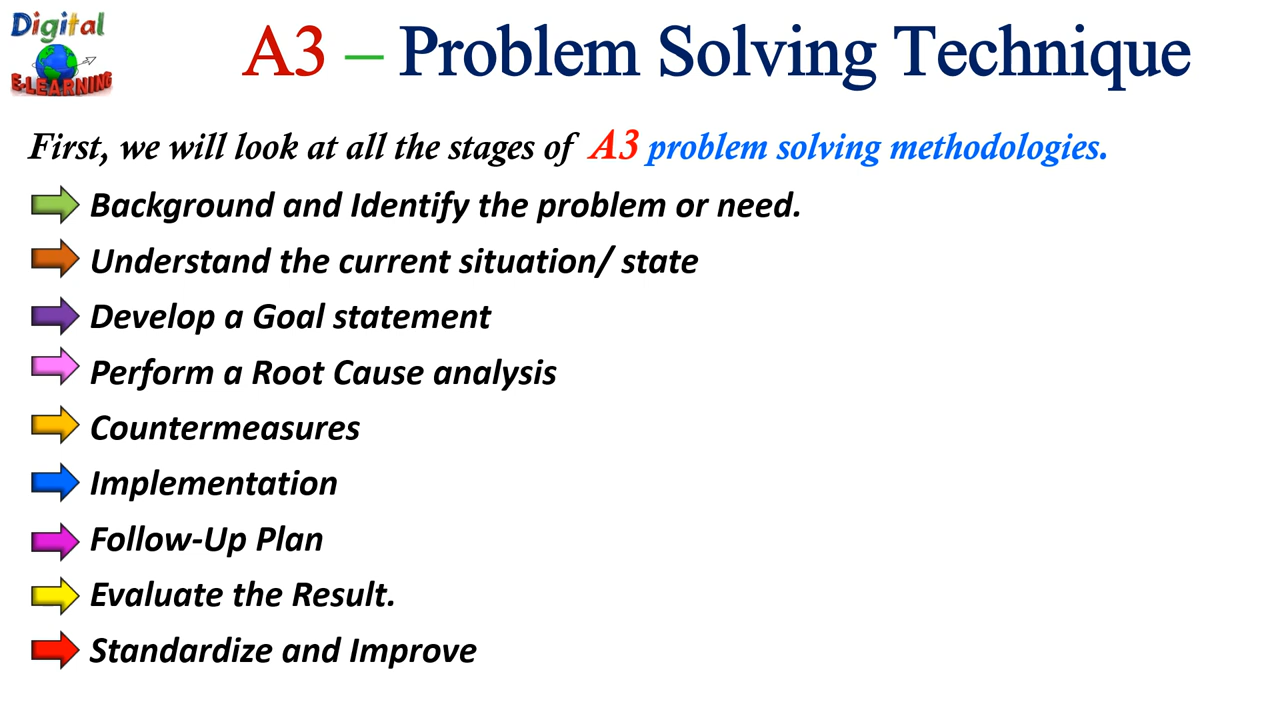 Digital
E-LEARNING
A3 – Problem Solving Technique
First, we will look at all the stages of A3 problem solving methodologies.
Background and Identify the problem or need.
Understand the current situation/ state
Develop a Goal statement
Perform a Root Cause analysis
Countermeasures
Implementation
Follow-Up Plan
Evaluate the Result.
Standardize and Improve